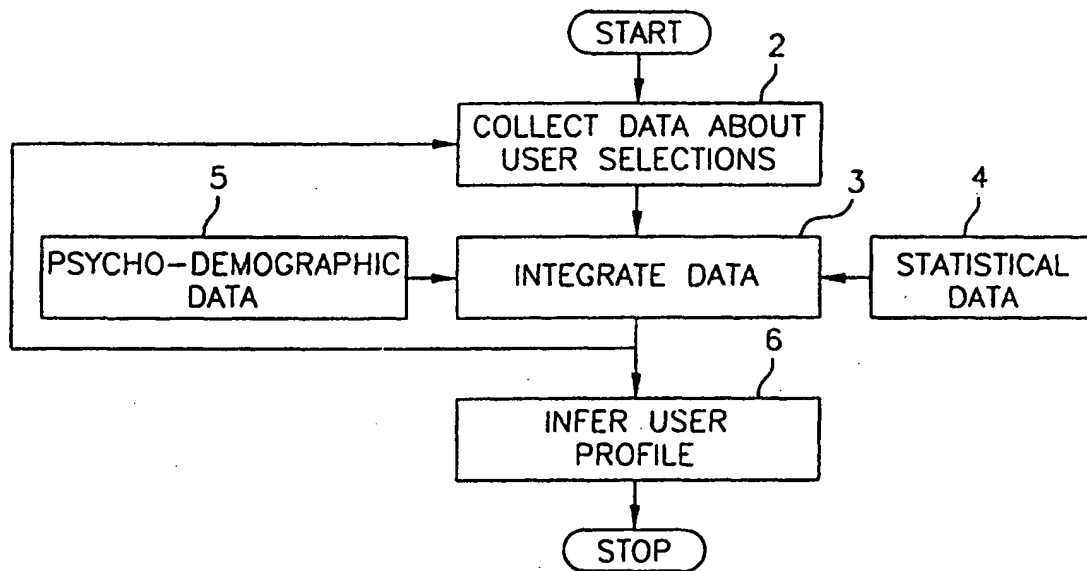 START
2
COLLECT DATA ABOUT
USER SELECTIONS
5
3
4
PSYCHO-DEMOGRAPHIC
DATA
INTEGRATE DATA
STATISTICAL
DATA
6
INFER USER
PROFILE
STOP